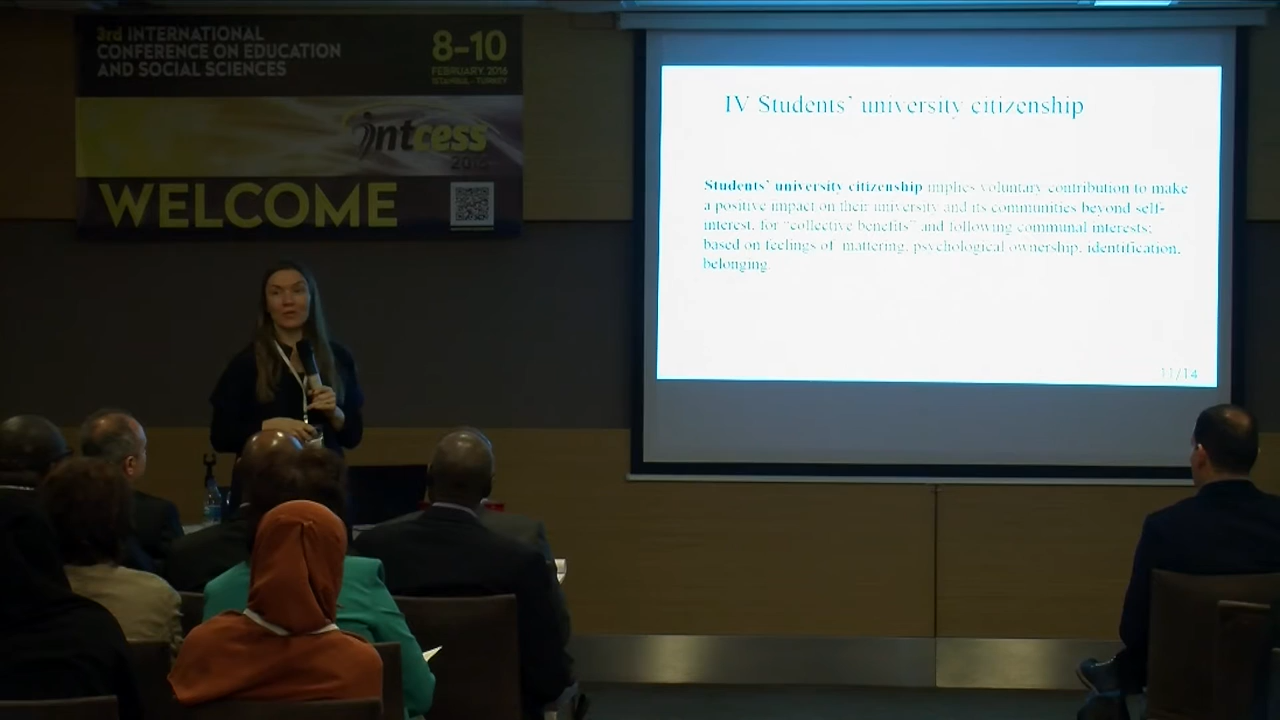 3rd INTERNATIONAL
CONFERENCE ON EDUCATION
AND SOCIAL SCIENCES
8-10
FEBRUARY, 2016
ISTANBUL - TURKEY
intcess
2016
WELCOME
IV Students' university citizenship
Students' university citizenship implies voluntary contribution to make
a positive impact on their university and its communities beyond self-
interest, for "collective benefits" and following communal interests;
based on feelings of mattering, psychological ownership, identification,
belonging.
11/14